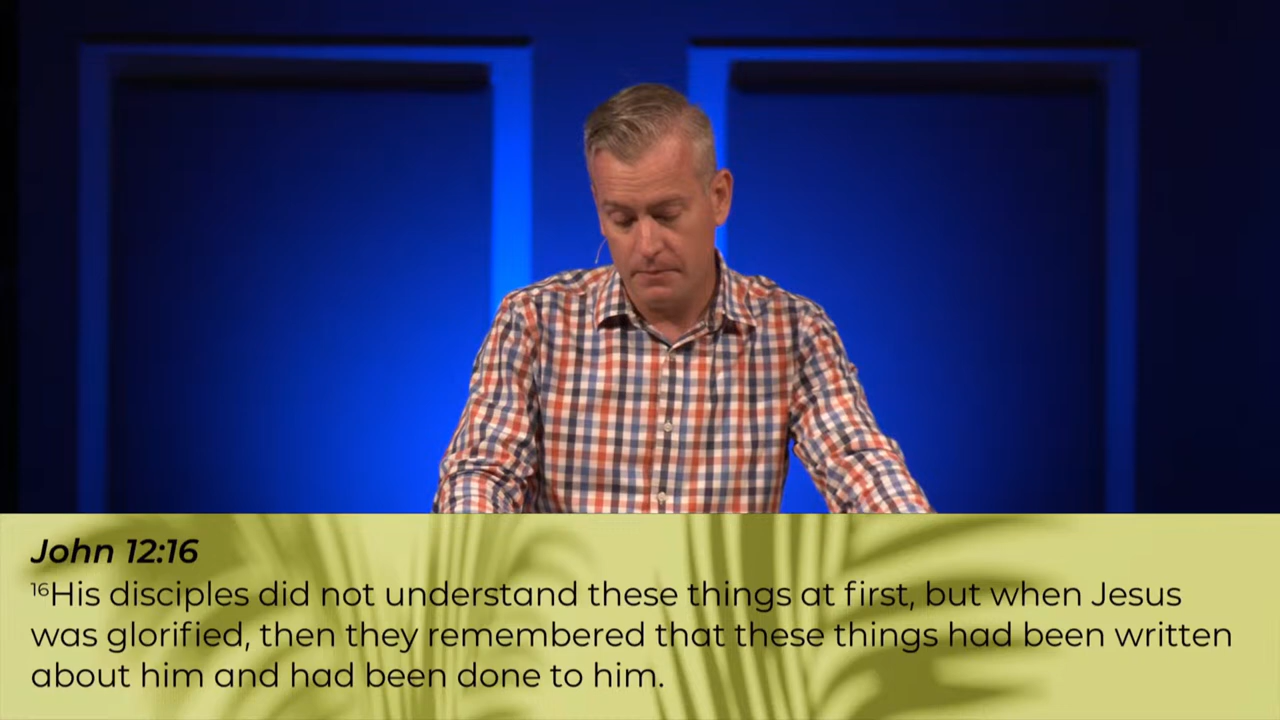 John 12:16
¹⁶His disciples did not understand these things at first, but when Jesus
was glorified, then they remembered that these things had been written
about him and had been done to him.